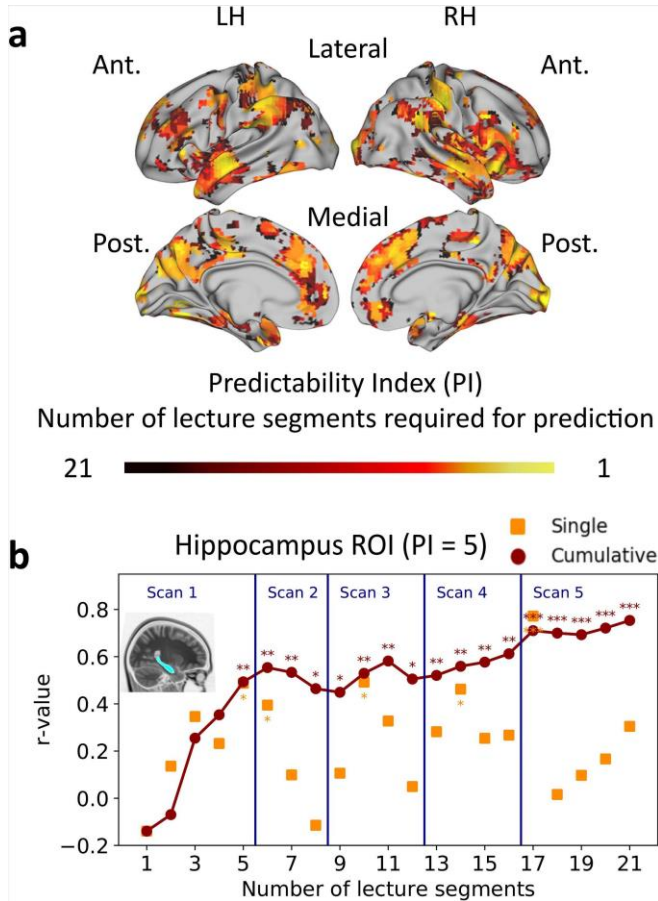 a
LH RH
Lateral
Ant. Ant.
Medial
Post. Post.
Predictability Index (PI)
Number of lecture segments required for prediction
21 1
b
Hippocampus ROI (PI = 5)
Single
Cumulative
Scan 1 Scan 2 Scan 3 Scan 4 Scan 5
r-value
0.8
0.6
0.4
0.2
0.0
−0.2
1 3 5 7 9 11 13 15 17 19 21
Number of lecture segments